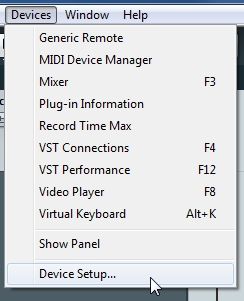 Devices Window Help
Generic Remote
MIDI Device Manager
Mixer F3
Plug-in Information
Record Time Max
VST Connections F4
VST Performance F12
Video Player F8
Virtual Keyboard Alt+K
Show Panel
Device Setup...